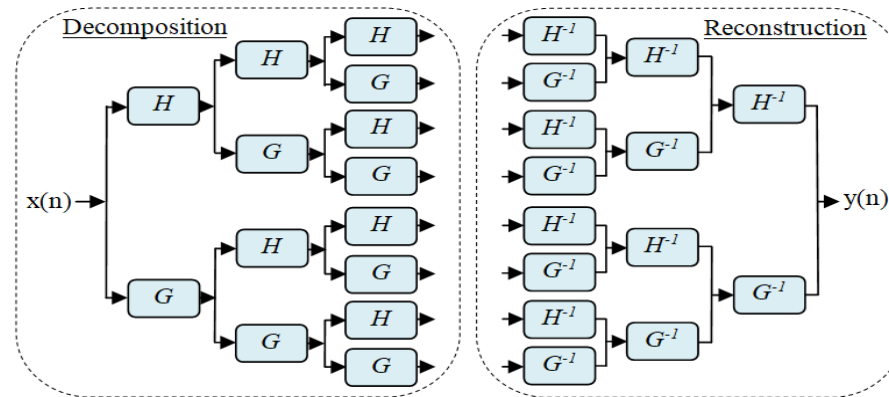 Decomposition
Reconstruction
H
H⁻¹
H
H⁻¹
G
G⁻¹
H
H⁻¹
H
H⁻¹
G
G⁻¹
G
G⁻¹
x(n)
y(n)
H
H⁻¹
H
H⁻¹
G
G⁻¹
G
G⁻¹
H
H⁻¹
G
G⁻¹
G
G⁻¹